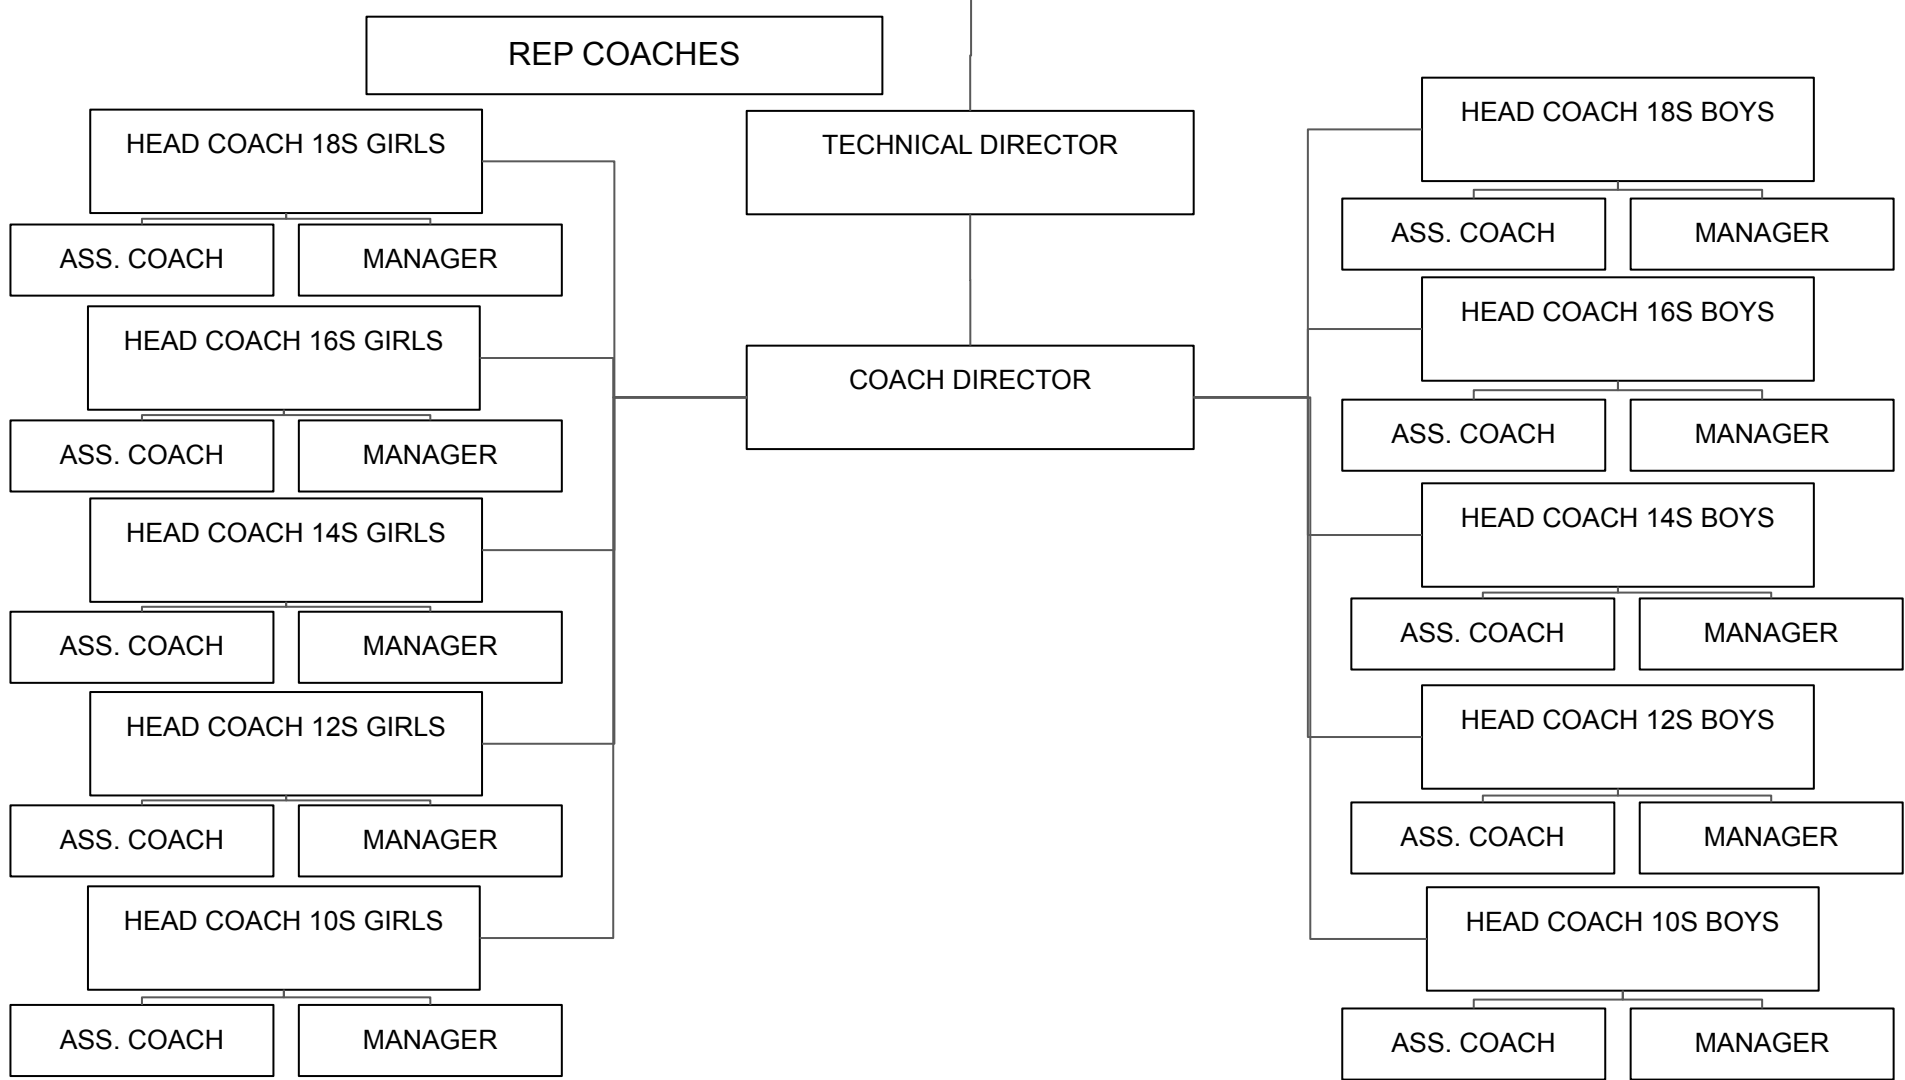 REP COACHES
TECHNICAL DIRECTOR
COACH DIRECTOR
HEAD COACH 18S GIRLS
ASS. COACH
MANAGER
HEAD COACH 16S GIRLS
ASS. COACH
MANAGER
HEAD COACH 14S GIRLS
ASS. COACH
MANAGER
HEAD COACH 12S GIRLS
ASS. COACH
MANAGER
HEAD COACH 10S GIRLS
ASS. COACH
MANAGER
HEAD COACH 18S BOYS
ASS. COACH
MANAGER
HEAD COACH 16S BOYS
ASS. COACH
MANAGER
HEAD COACH 14S BOYS
ASS. COACH
MANAGER
HEAD COACH 12S BOYS
ASS. COACH
MANAGER
HEAD COACH 10S BOYS
ASS. COACH
MANAGER